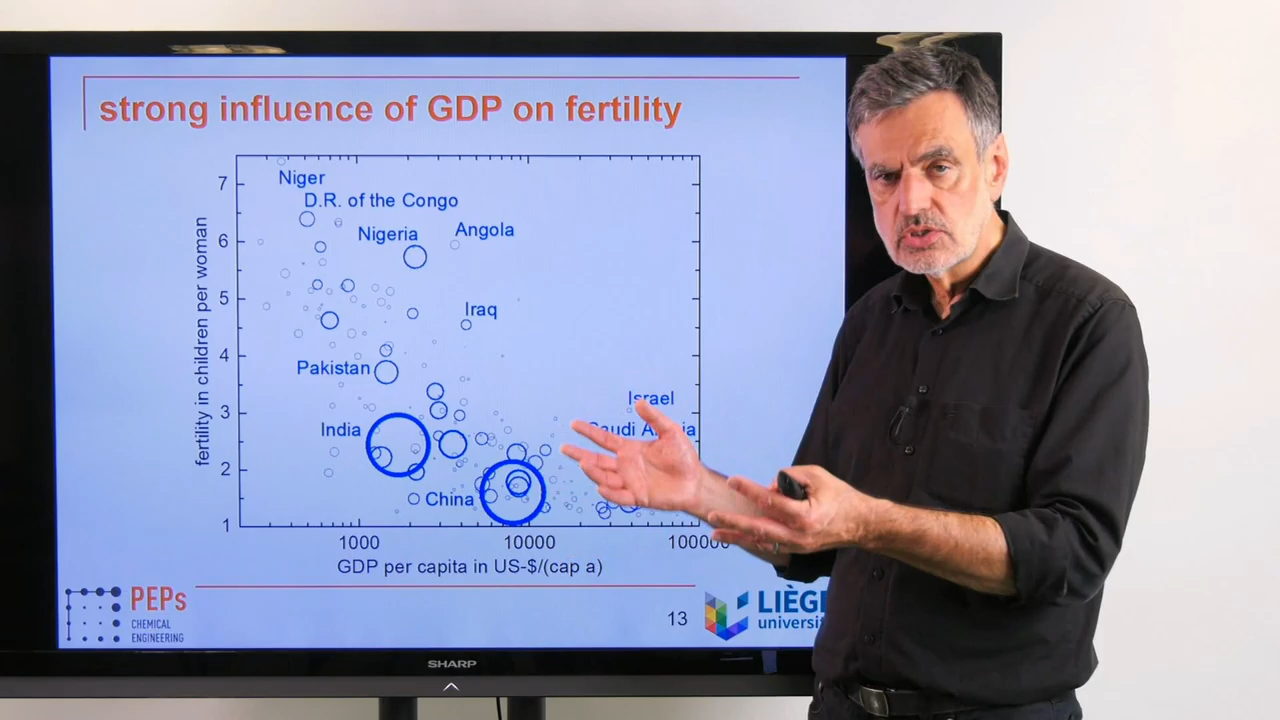 strong influence of GDP on fertility
7
Niger
D.R. of the Congo
6
Nigeria
Angola
5
Iraq
4
Pakistan
3
Israel
India
2
China
1
fertility in children per woman
1000
10000
GDP per capita in US-$/(cap a)
PEPs
CHEMICAL
ENGINEERING
13
SHARP